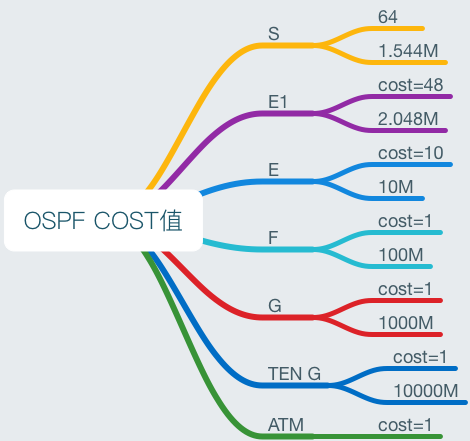 OSPF COST值
S
64
1.544M
E1
cost=48
2.048M
E
cost=10
10M
F
cost=1
100M
G
cost=1
1000M
TEN G
cost=1
10000M
ATM
cost=1